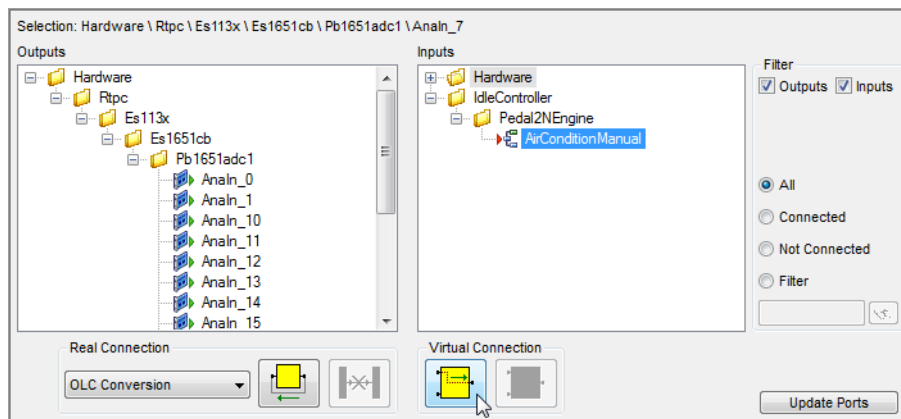 Selection: Hardware \ Rtpc \ Es113x \ Es1651cb \ Pb1651adc1 \ AnaIn_7
Outputs
Hardware
Rtpc
Es113x
Es1651cb
Pb1651adc1
AnaIn_0
AnaIn_1
AnaIn_10
AnaIn_11
AnaIn_12
AnaIn_13
AnaIn_14
AnaIn_15
Inputs
Hardware
IdleController
Pedal2NEngine
AirConditionManual
Filter
Outputs Inputs
All
Connected
Not Connected
Filter
Real Connection
OLC Conversion
Virtual Connection
Update Ports